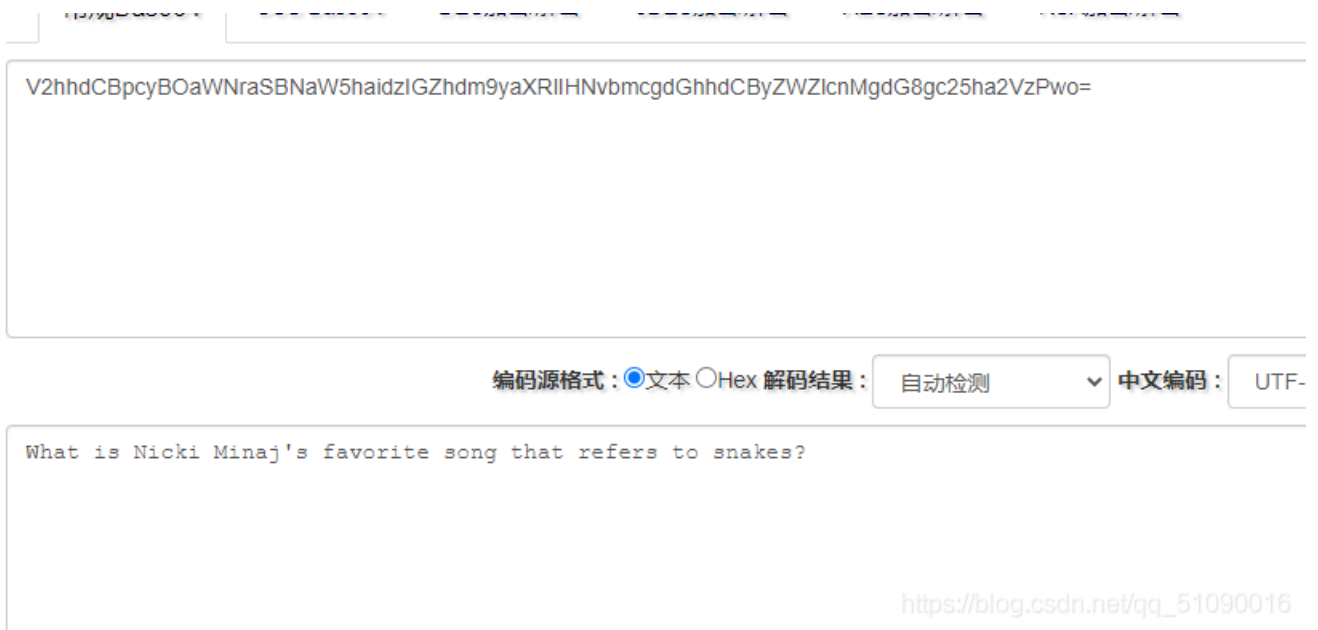 V2hhdCBpcyBOaWNraSBNaW5haidzIGZhdm9yaXRlIHNvbmcgdGhhdCByZWZlcnMgdG8gc25ha2VzPwo=
编码源格式：文本 Hex 解码结果： 自动检测 中文编码： UTF-
What is Nicki Minaj's favorite song that refers to snakes?
https://blog.csdn.net/qq_51090016